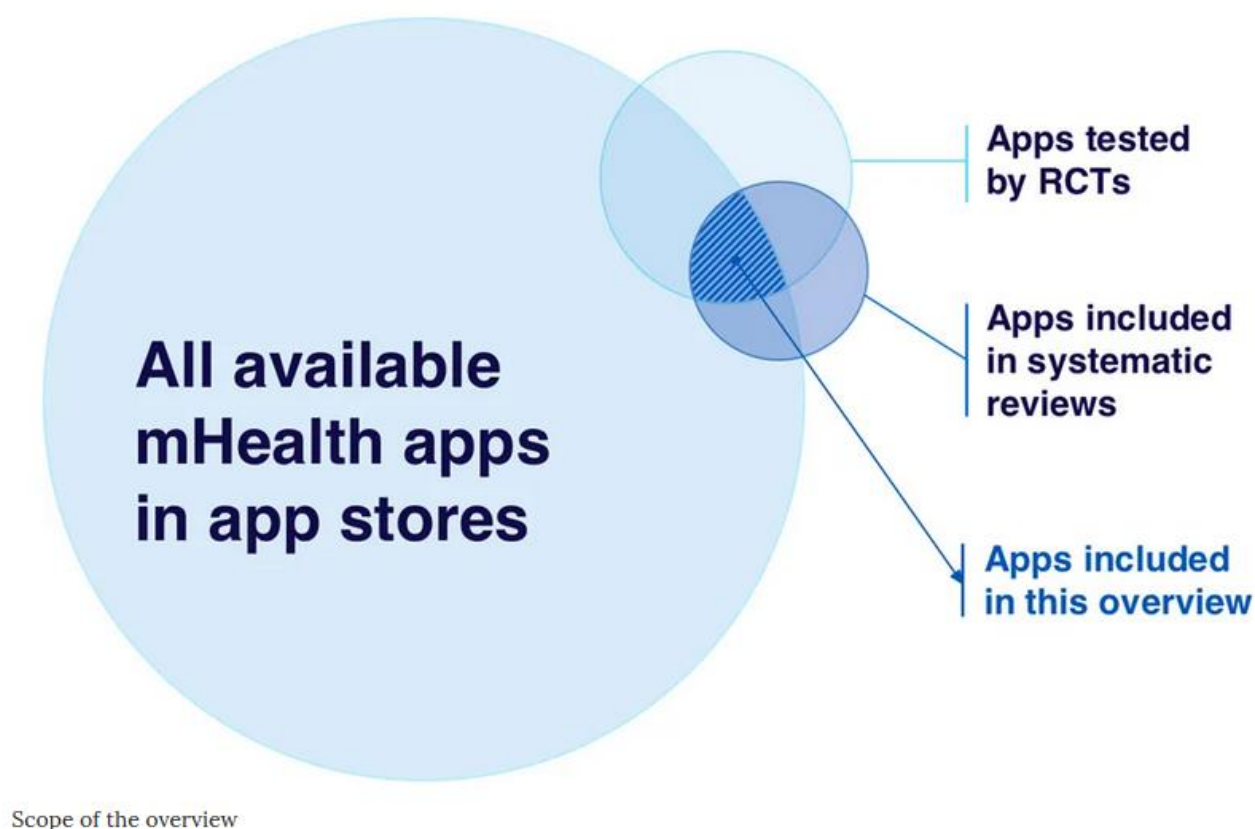 Apps tested
by RCTs
Apps included
in systematic
reviews
All available
mHealth apps
in app stores
Apps included
in this overview
Scope of the overview